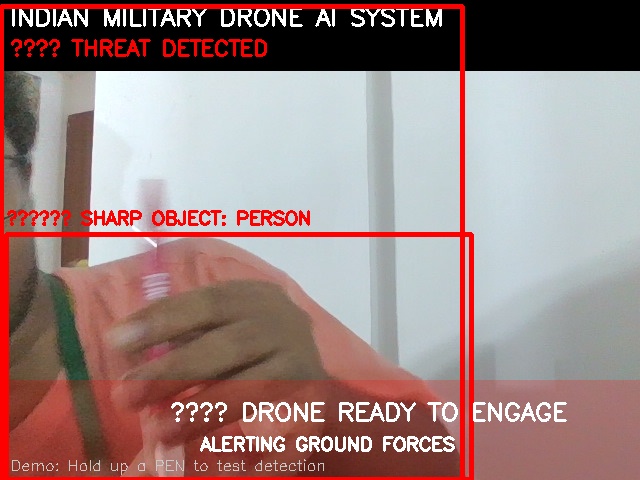 INDIAN MILITARY DRONE AI SYSTEM
???? THREAT DETECTED
?????? SHARP OBJECT: PERSON
???? DRONE READY TO ENGAGE
ALERTING GROUND FORCES
Demo: Hold up a PEN to test detection